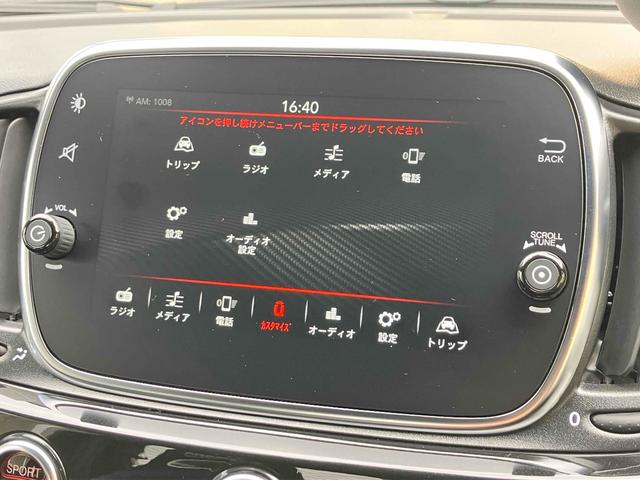 AM: 1008
16:40
アイコンを押し続けメニューバーまでドラッグしてください
トリップ
ラジオ
メディア
電話
BACK
VOL
設定
オーディオ
設定
SCROLL
TUNE
ラジオ
メディア
電話
カスタマイズ
オーディオ
設定
トリップ
0
SPORT